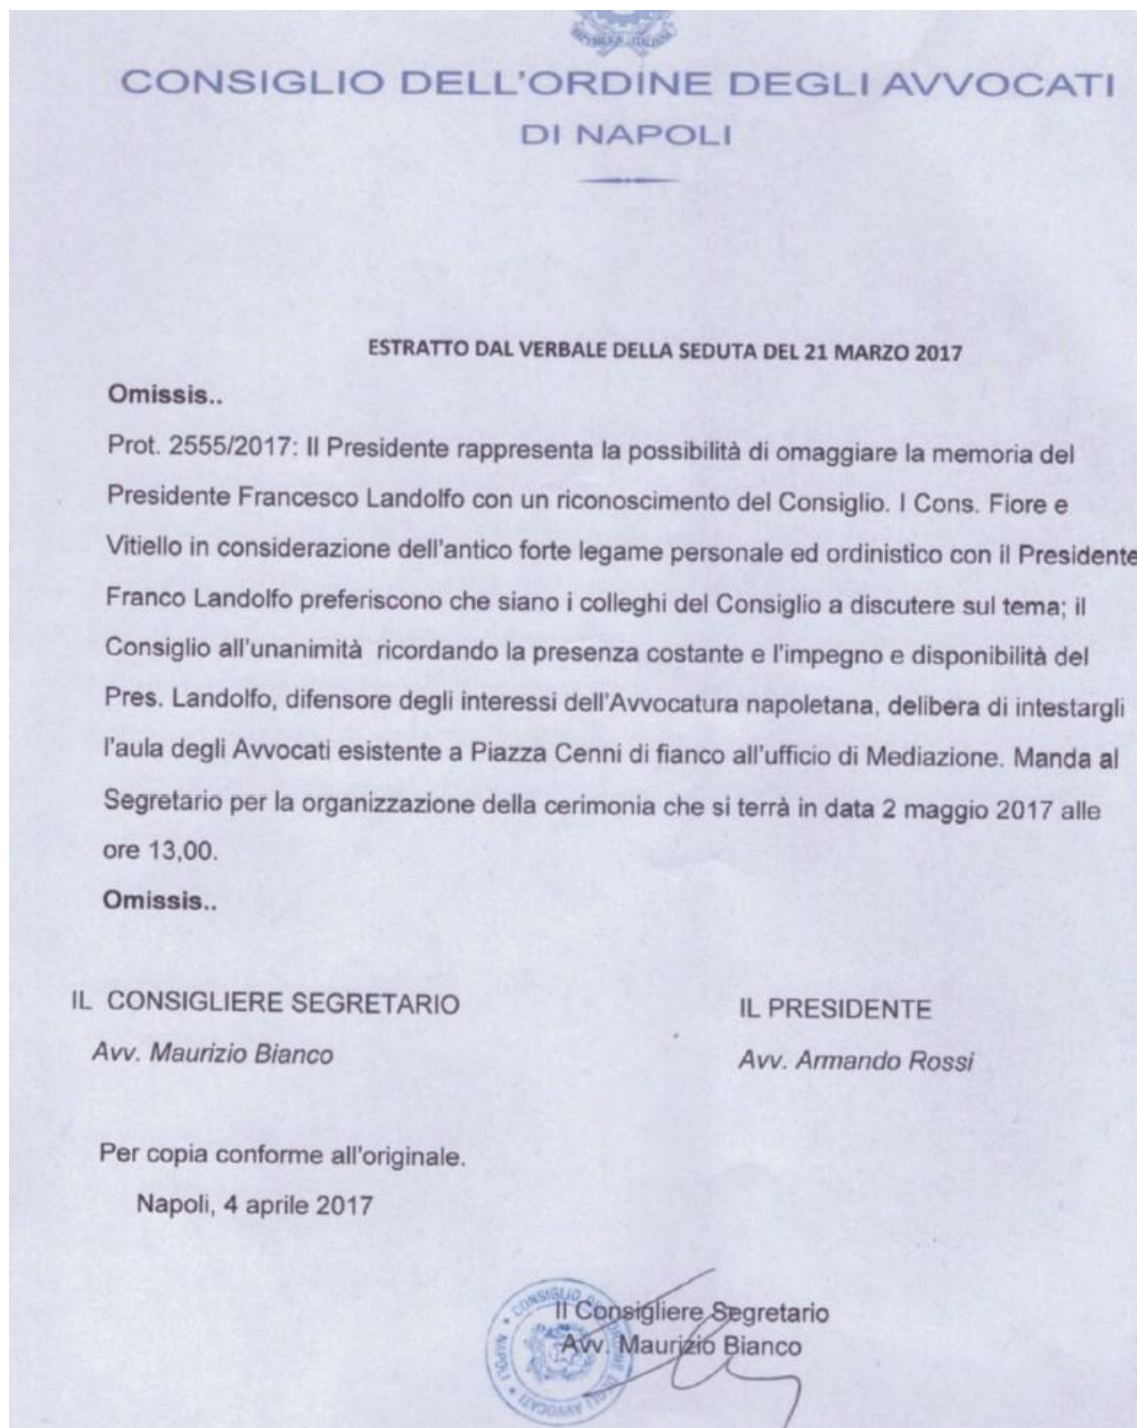 CONSIGLIO DELL'ORDINE DEGLI AVVOCATI
DI NAPOLI
ESTRATTO DAL VERBALE DELLA SEDUTA DEL 21 MARZO 2017
Omissis..
Prot. 2555/2017: Il Presidente rappresenta la possibilità di omaggiare la memoria del
Presidente Francesco Landolfo con un riconoscimento del Consiglio. I Cons. Fiore e
Vitiello in considerazione dell'antico forte legame personale ed ordinistico con il Presidente
Franco Landolfo preferiscono che siano i colleghi del Consiglio a discutere sul tema; il
Consiglio all'unanimità ricordando la presenza costante e l'impegno e disponibilità del
Pres. Landolfo, difensore degli interessi dell'Avvocatura napoletana, delibera di intestargli
l'aula degli Avvocati esistente a Piazza Cenni di fianco all'ufficio di Mediazione. Manda al
Segretario per la organizzazione della cerimonia che si terrà in data 2 maggio 2017 alle
ore 13,00.
Omissis..
IL CONSIGLIERE SEGRETARIO
Avv. Maurizio Bianco
IL PRESIDENTE
Avv. Armando Rossi
Per copia conforme all'originale.
Napoli, 4 aprile 2017
Il Consigliere Segretario
Avv. Maurizio Bianco
CONSIGLIO
DEGLI AVVOCATI
NAPOLI